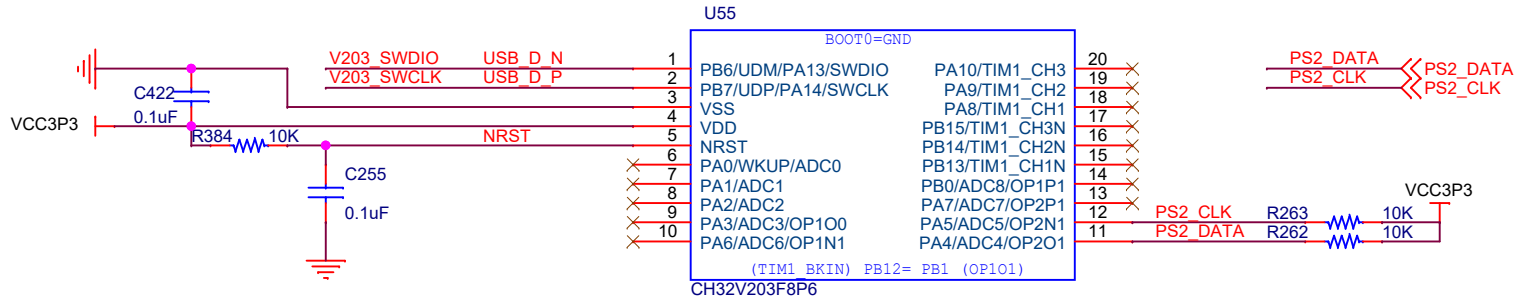 U55
BOOT0=GND
V203_SWDIO USB_D_N 1 PB6/UDM/PA13/SWDIO PA10/TIM1_CH3 20 PS2_DATA PS2_DATA
V203_SWCLK USB_D_P 2 PB7/UDP/PA14/SWCLK PA9/TIM1_CH2 19 PS2_CLK PS2_CLK
C422 3 VSS PA8/TIM1_CH1 18
VCC3P3 0.1uF 4 VDD PB15/TIM1_CH3N 17
R384 10K NRST 5 NRST PB14/TIM1_CH2N 16
6 PA0/WKUP/ADC0 PB13/TIM1_CH1N 15
C255 7 PA1/ADC1 PB0/ADC8/OP1P1 14
8 PA2/ADC2 PA7/ADC7/OP2P1 13 VCC3P3
0.1uF 9 PA3/ADC3/OP1O0 PA5/ADC5/OP2N1 12 PS2_CLK R263 10K
10 PA6/ADC6/OP1N1 PA4/ADC4/OP2O1 11 PS2_DATA R262 10K
(TIM1_BKIN) PB12= PB1 (OP1O1)
CH32V203F8P6